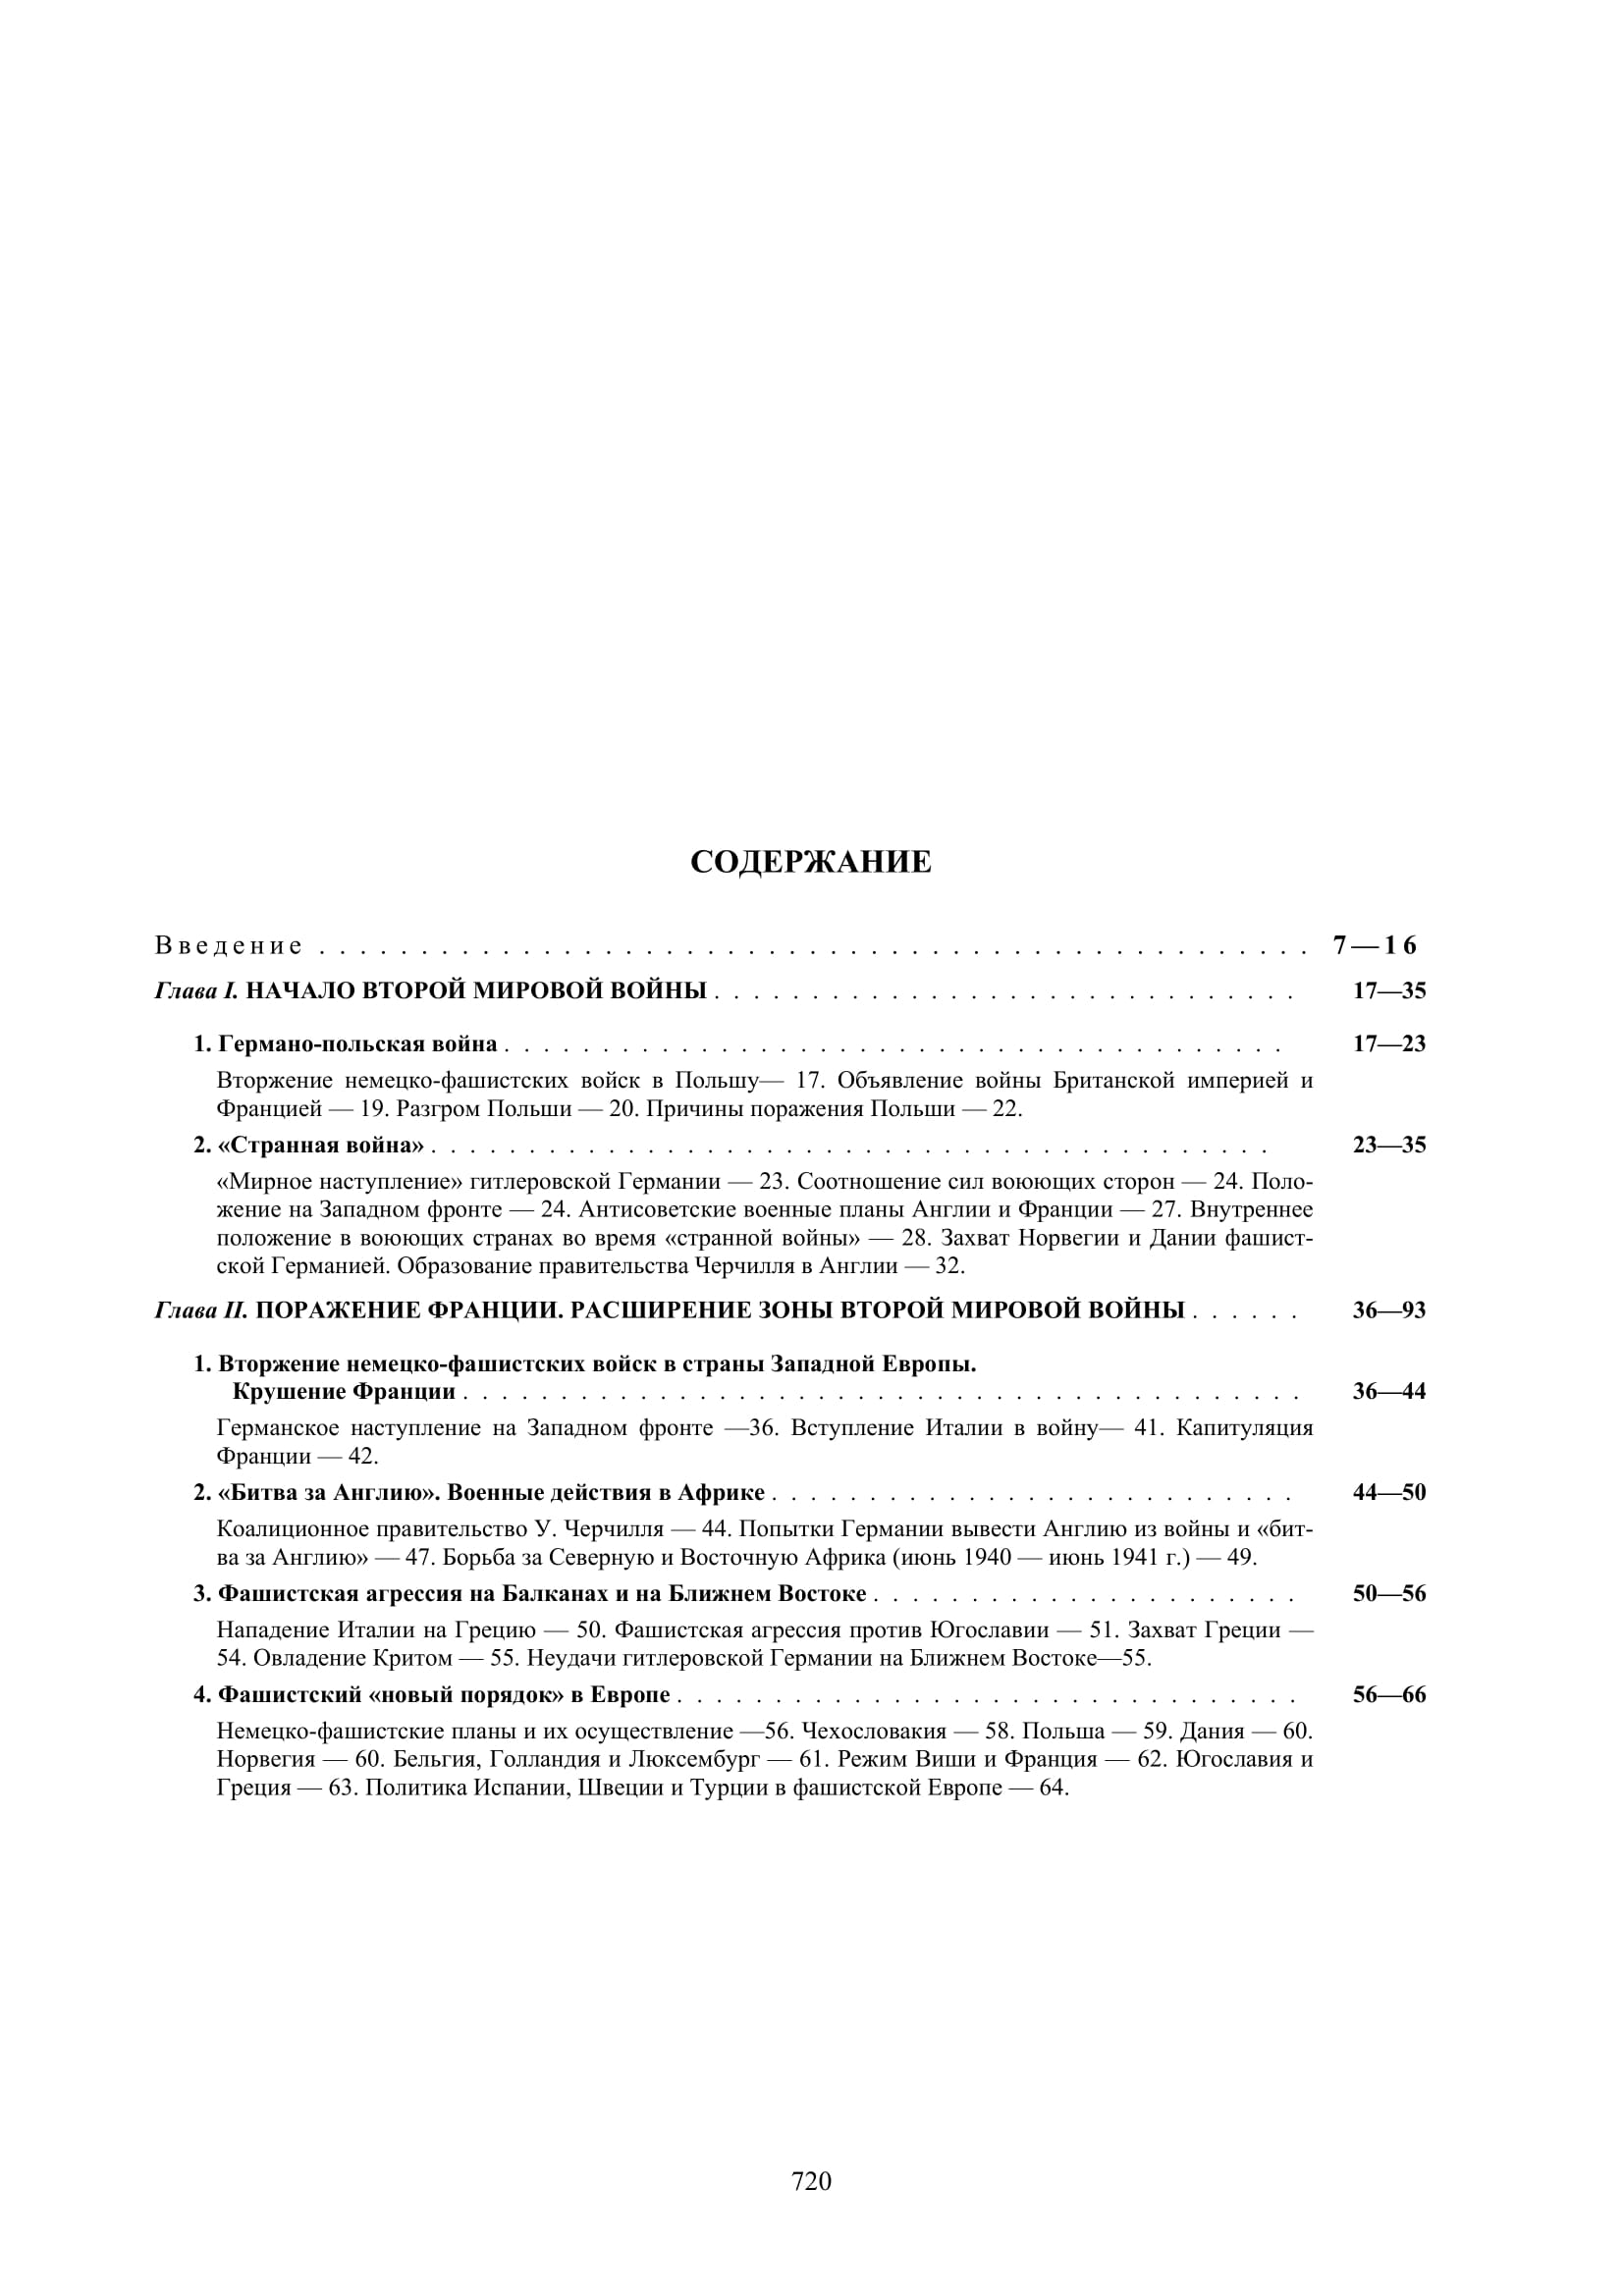 СОДЕРЖАНИЕ
Введение . . . . . . . . . . . . . . . . . . . . . . . . . . . . . . . . . . . . . . . 7—16
Глава I. НАЧАЛО ВТОРОЙ МИРОВОЙ ВОЙНЫ . . . . . . . . . . . . . . . . . . . . . . . . . . . . . . 17—35
1. Германо-польская война . . . . . . . . . . . . . . . . . . . . . . . . . . . . . . . . . . . . . . . . 17—23
Вторжение немецко-фашистских войск в Польшу— 17. Объявление войны Британской империей и
Францией — 19. Разгром Польши — 20. Причины поражения Польши — 22.
2. «Странная война» . . . . . . . . . . . . . . . . . . . . . . . . . . . . . . . . . . . . . . . . . . . 23—35
«Мирное наступление» гитлеровской Германии — 23. Соотношение сил воюющих сторон — 24. Поло-
жение на Западном фронте — 24. Антисоветские военные планы Англии и Франции — 27. Внутреннее
положение в воюющих странах во время «странной войны» — 28. Захват Норвегии и Дании фашист-
ской Германией. Образование правительства Черчилля в Англии — 32.
Глава II. ПОРАЖЕНИЕ ФРАНЦИИ. РАСШИРЕНИЕ ЗОНЫ ВТОРОЙ МИРОВОЙ ВОЙНЫ . . . . . . 36—93
1. Вторжение немецко-фашистских войск в страны Западной Европы.
Крушение Франции . . . . . . . . . . . . . . . . . . . . . . . . . . . . . . . . . . . . . . . . . . . 36—44
Германское наступление на Западном фронте —36. Вступление Италии в войну— 41. Капитуляция
Франции — 42.
2. «Битва за Англию». Военные действия в Африке . . . . . . . . . . . . . . . . . . . . . . . . . . . 44—50
Коалиционное правительство У. Черчилля — 44. Попытки Германии вывести Англию из войны и «бит-
ва за Англию» — 47. Борьба за Северную и Восточную Африка (июнь 1940 — июнь 1941 г.) — 49.
3. Фашистская агрессия на Балканах и на Ближнем Востоке . . . . . . . . . . . . . . . . . . . . . . 50—56
Нападение Италии на Грецию — 50. Фашистская агрессия против Югославии — 51. Захват Греции —
54. Овладение Критом — 55. Неудачи гитлеровской Германии на Ближнем Востоке—55.
4. Фашистский «новый порядок» в Европе . . . . . . . . . . . . . . . . . . . . . . . . . . . . . . . . 56—66
Немецко-фашистские планы и их осуществление —56. Чехословакия — 58. Польша — 59. Дания — 60.
Норвегия — 60. Бельгия, Голландия и Люксембург — 61. Режим Виши и Франция — 62. Югославия и
Греция — 63. Политика Испании, Швеции и Турции в фашистской Европе — 64.
720